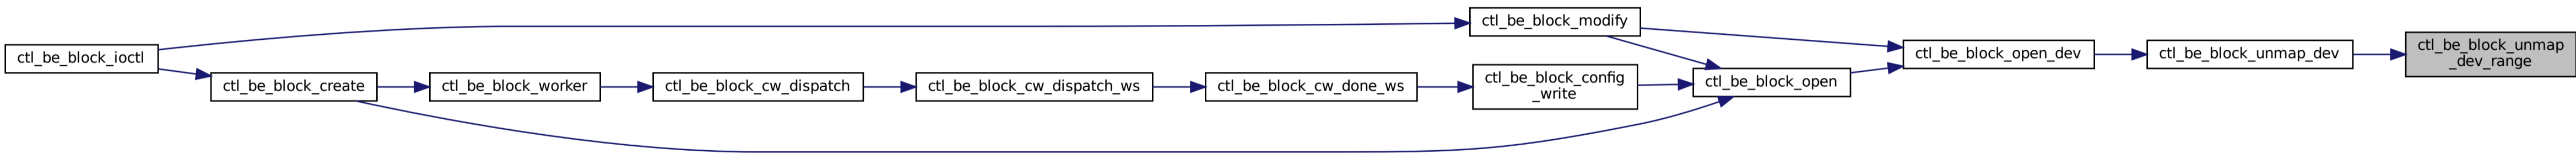 ctl_be_block_ioctl
ctl_be_block_create
ctl_be_block_worker
ctl_be_block_cw_dispatch
ctl_be_block_cw_dispatch_ws
ctl_be_block_cw_done_ws
ctl_be_block_modify
ctl_be_block_config
_write
ctl_be_block_open
ctl_be_block_open_dev
ctl_be_block_unmap_dev
ctl_be_block_unmap
_dev_range